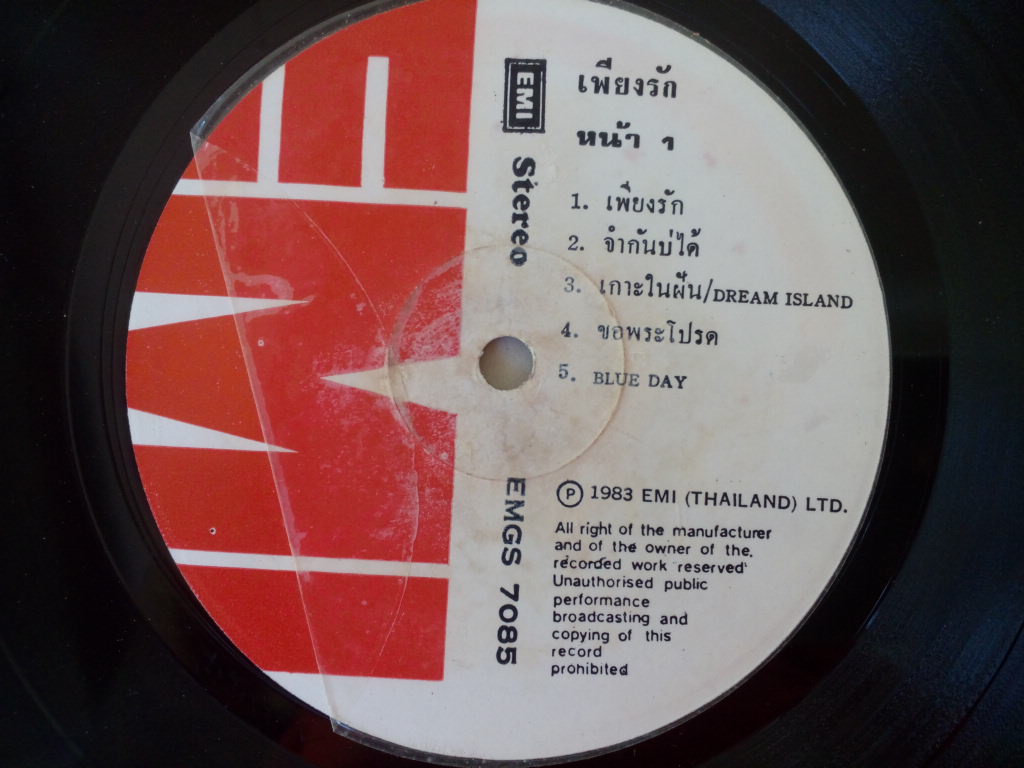 EMI
Stereo
เพียงรัก
หน้า 1
1. เพียงรัก
2. จำกันบ่ได้
3. เกาะในฝัน/DREAM ISLAND
4. ขอพระโปรด
5. BLUE DAY
EMGS 7085
Ⓟ 1983 EMI (THAILAND) LTD.
All right of the manufacturer
and of the owner of the.
recorded work reserved
Unauthorised public
performance
broadcasting and
copying of this
record
prohibited